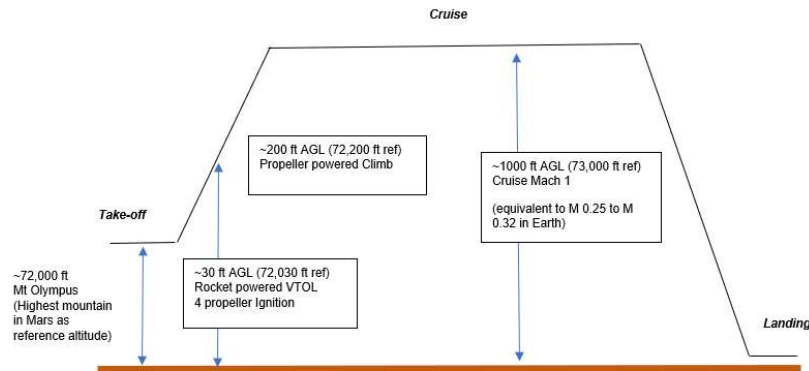 Cruise
~200 ft AGL (72,200 ft ref)
Propeller powered Climb
~1000 ft AGL (73,000 ft ref)
Cruise Mach 1
(equivalent to M 0.25 to M
0.32 in Earth)
Take-off
~72,000 ft
Mt Olympus
(Highest mountain
in Mars as
reference altitude)
~30 ft AGL (72,030 ft ref)
Rocket powered VTOL
4 propeller Ignition
Landing